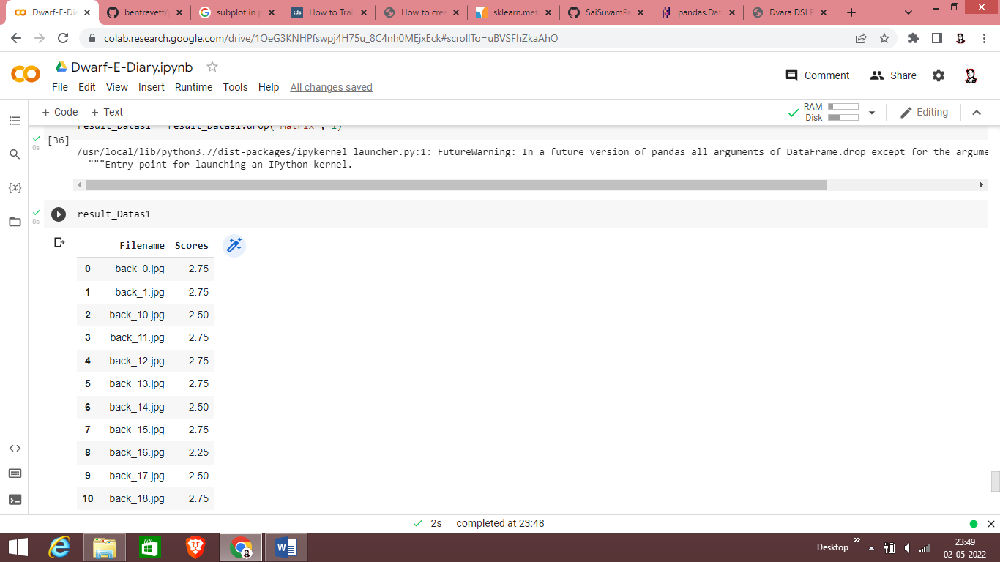 Dwarf-E-Di
bentrevett/
subplot in p
How to Trai
How to crea
sklearn.met
SaiSuvamPa
pandas.Dat
Dvara DSI P
colab.research.google.com/drive/1OeG3KNHPfswpj4H75u_8C4nh0MEjxEck#scrollTo=uBVSFhZkaAhO
Dwarf-E-Diary.ipynb
File Edit View Insert Runtime Tools Help All changes saved
Comment Share
+ Code + Text
RAM
Disk
Editing
result_Datas1 = result_Datas1.drop('Matrix', 1)
[36]
0s
/usr/local/lib/python3.7/dist-packages/ipykernel_launcher.py:1: FutureWarning: In a future version of pandas all arguments of DataFrame.drop except for the argume
"""Entry point for launching an IPython kernel.
0s
result_Datas1
Filename Scores
0 back_0.jpg 2.75
1 back_1.jpg 2.75
2 back_10.jpg 2.50
3 back_11.jpg 2.75
4 back_12.jpg 2.75
5 back_13.jpg 2.75
6 back_14.jpg 2.50
7 back_15.jpg 2.75
8 back_16.jpg 2.25
9 back_17.jpg 2.50
10 back_18.jpg 2.75
2s completed at 23:48
Desktop
23:49
02-05-2022